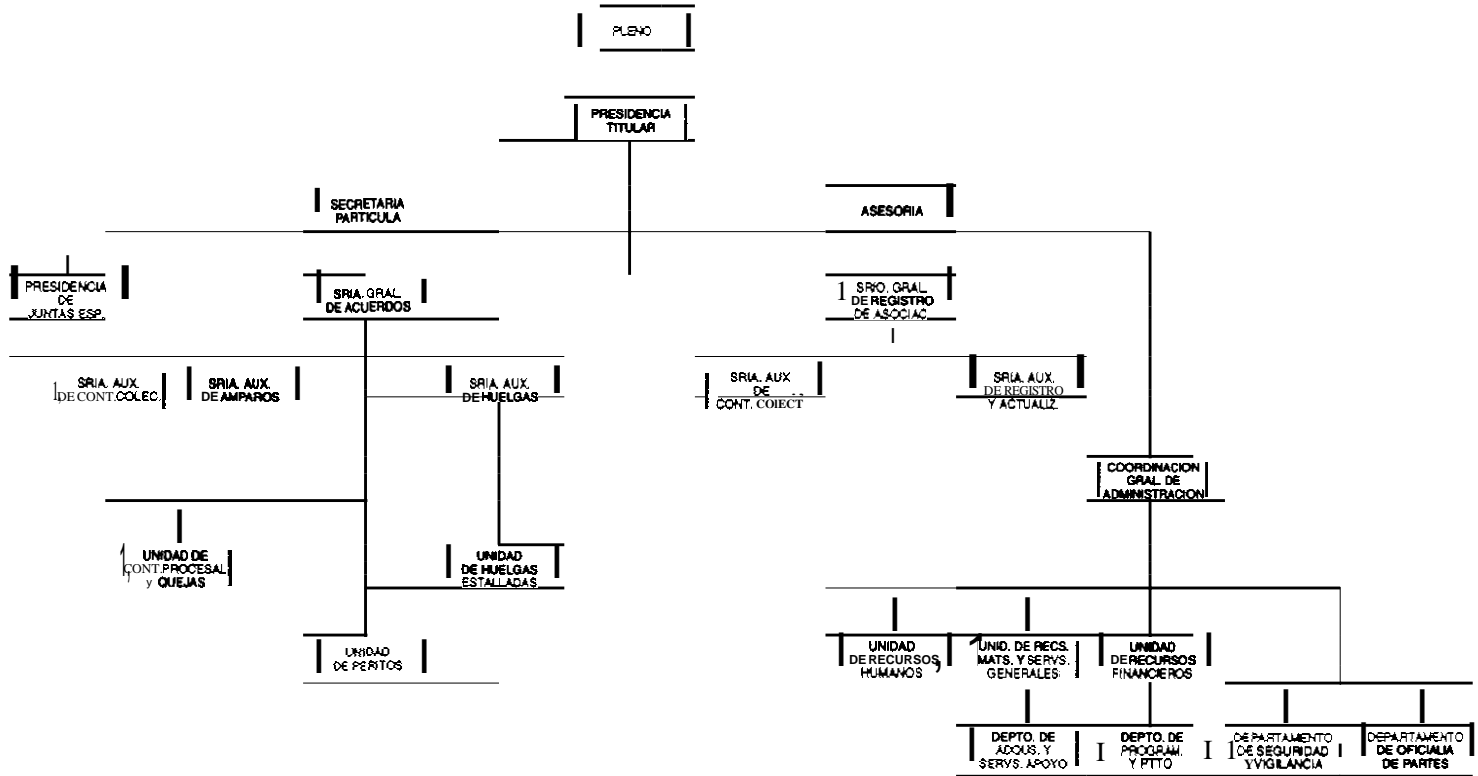 PLENO
PRESIDENCIA
TITULAR
SECRETARIA
PARTICULA
ASESORIA
PRESIDENCIA
DE
JUNTAS ESP.
SRIA. GRAL
DE ACUERDOS
SRIO. GRAL
DE REGISTRO
DE ASOCIAC
SRIA. AUX.
DE CONT.COLEC.
SRIA. AUX.
DE AMPAROS
SRIA. AUX.
DE HUELGAS
SRIA. AUX
DE
CONT. COIECT
SRIA. AUX.
DE REGISTRO
Y ACTUALIZ.
COORDINACION
GRAL. DE
ADMINISTRACION
UNIDAD DE
CONT.PROCESAL
y QUEJAS
UNIDAD
DE HUELGAS
ESTALLADAS
UNIDAD
DE PERITOS
UNIDAD
DE RECURSOS
HUMANOS
UNID. DE RECS.
MATS. Y SERVS.
GENERALES
UNIDAD
DE RECURSOS
FINANCIEROS
DEPTO. DE
ADQUS. Y
SERVS. APOYO
DEPTO. DE
PROGRAM.
Y PTTO
DEPARTAMENTO
DE SEGURIDAD
Y VIGILANCIA
DEPARTAMENTO
DE OFICIALIA
DE PARTES